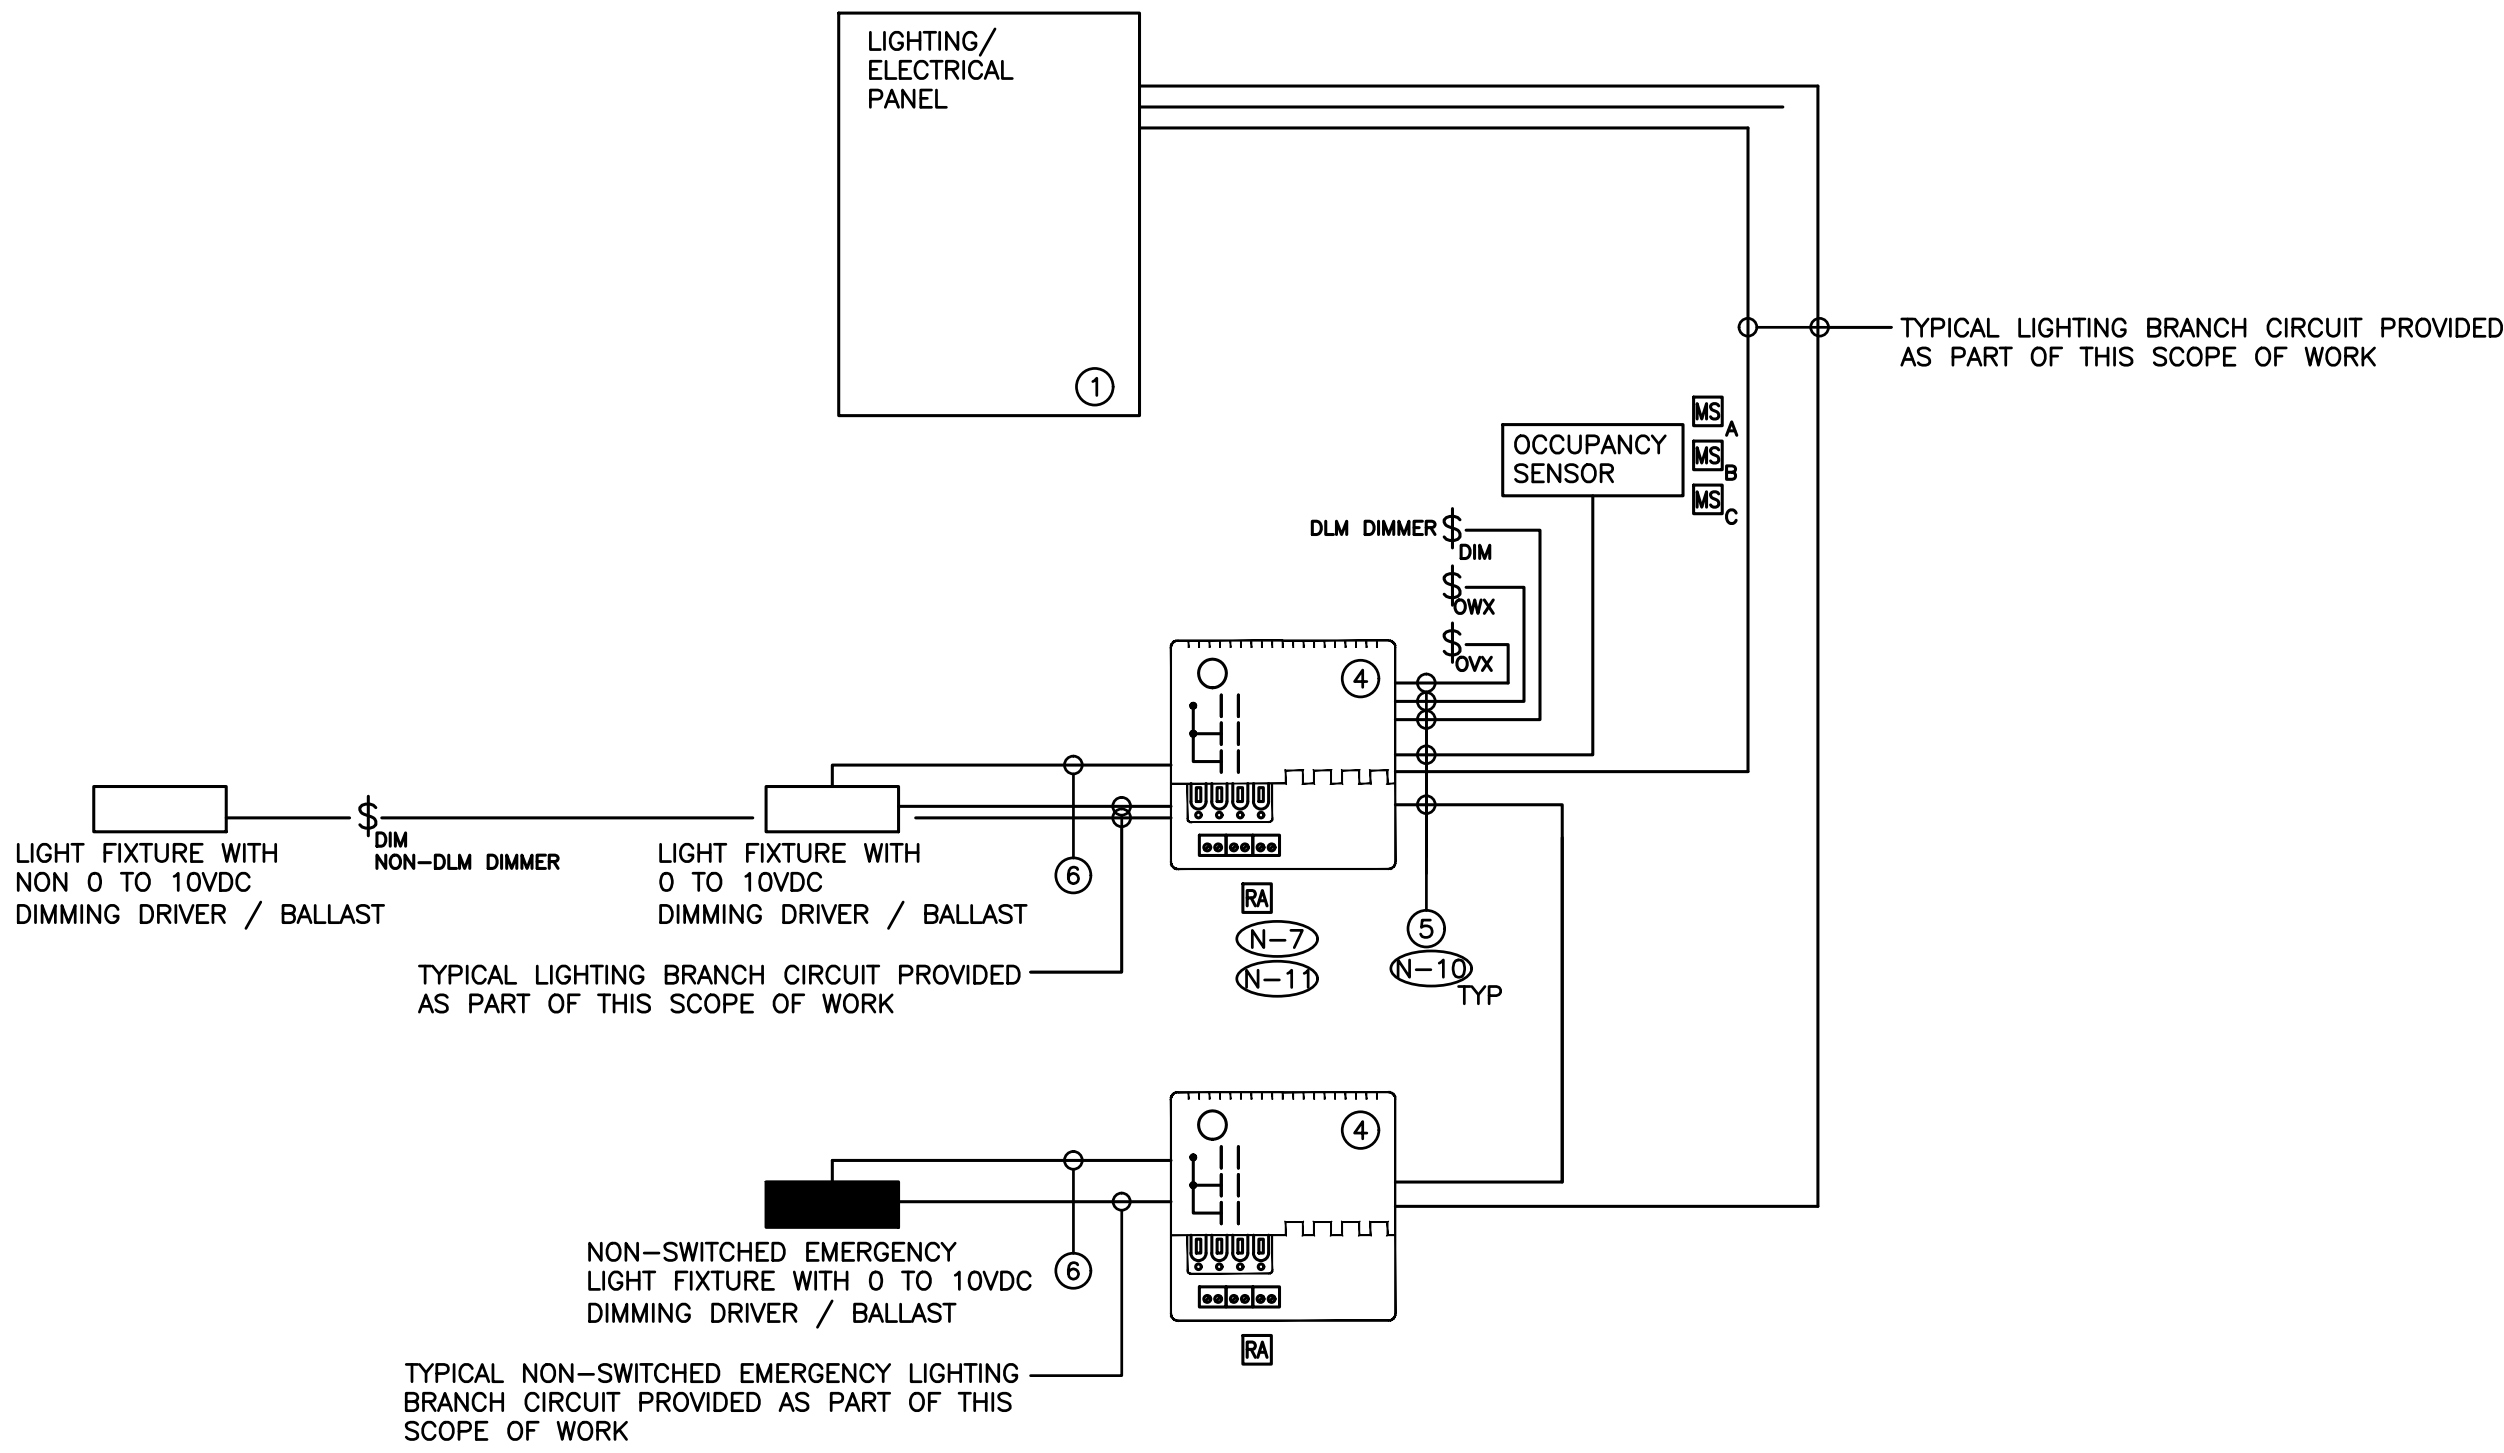 LIGHTING/
ELECTRICAL
PANEL
1
TYPICAL LIGHTING BRANCH CIRCUIT PROVIDED
AS PART OF THIS SCOPE OF WORK
MS
A
MS
B
MS
C
OCCUPANCY
SENSOR
DLM DIMMER $
DIM
$
OWX
$
OVX
4
$
DIM
NON-DLM DIMMER
LIGHT FIXTURE WITH
NON 0 TO 10VDC
DIMMING DRIVER / BALLAST
LIGHT FIXTURE WITH
0 TO 10VDC
DIMMING DRIVER / BALLAST
6
RA
N-7
N-11
5
N-10
TYP
TYPICAL LIGHTING BRANCH CIRCUIT PROVIDED
AS PART OF THIS SCOPE OF WORK
4
NON-SWITCHED EMERGENCY
LIGHT FIXTURE WITH 0 TO 10VDC
DIMMING DRIVER / BALLAST
6
RA
TYPICAL NON-SWITCHED EMERGENCY LIGHTING
BRANCH CIRCUIT PROVIDED AS PART OF THIS
SCOPE OF WORK